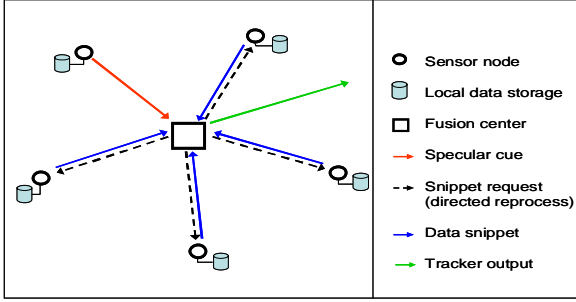 Sensor node
Local data storage
Fusion center
Specular cue
Snippet request
(directed reprocess)
Data snippet
Tracker output